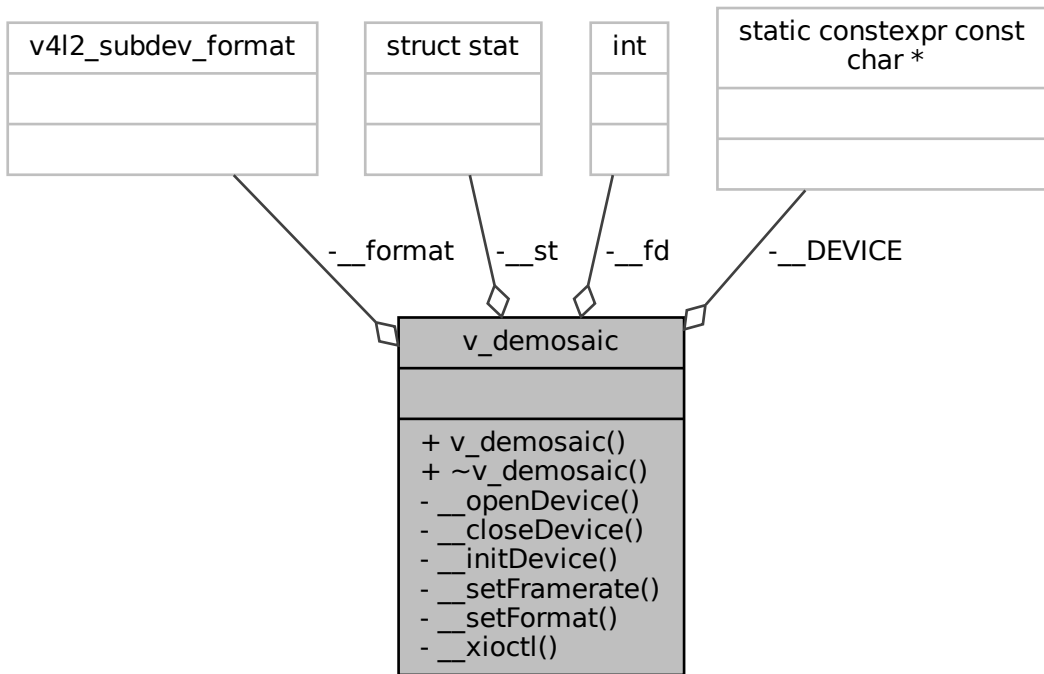 v4l2_subdev_format
struct stat
int
static constexpr const
char *
-__format
-__st
-__fd
-__DEVICE
v_demosaic
+ v_demosaic()
+ ~v_demosaic()
- __openDevice()
- __closeDevice()
- __initDevice()
- __setFramerate()
- __setFormat()
- __xioctl()